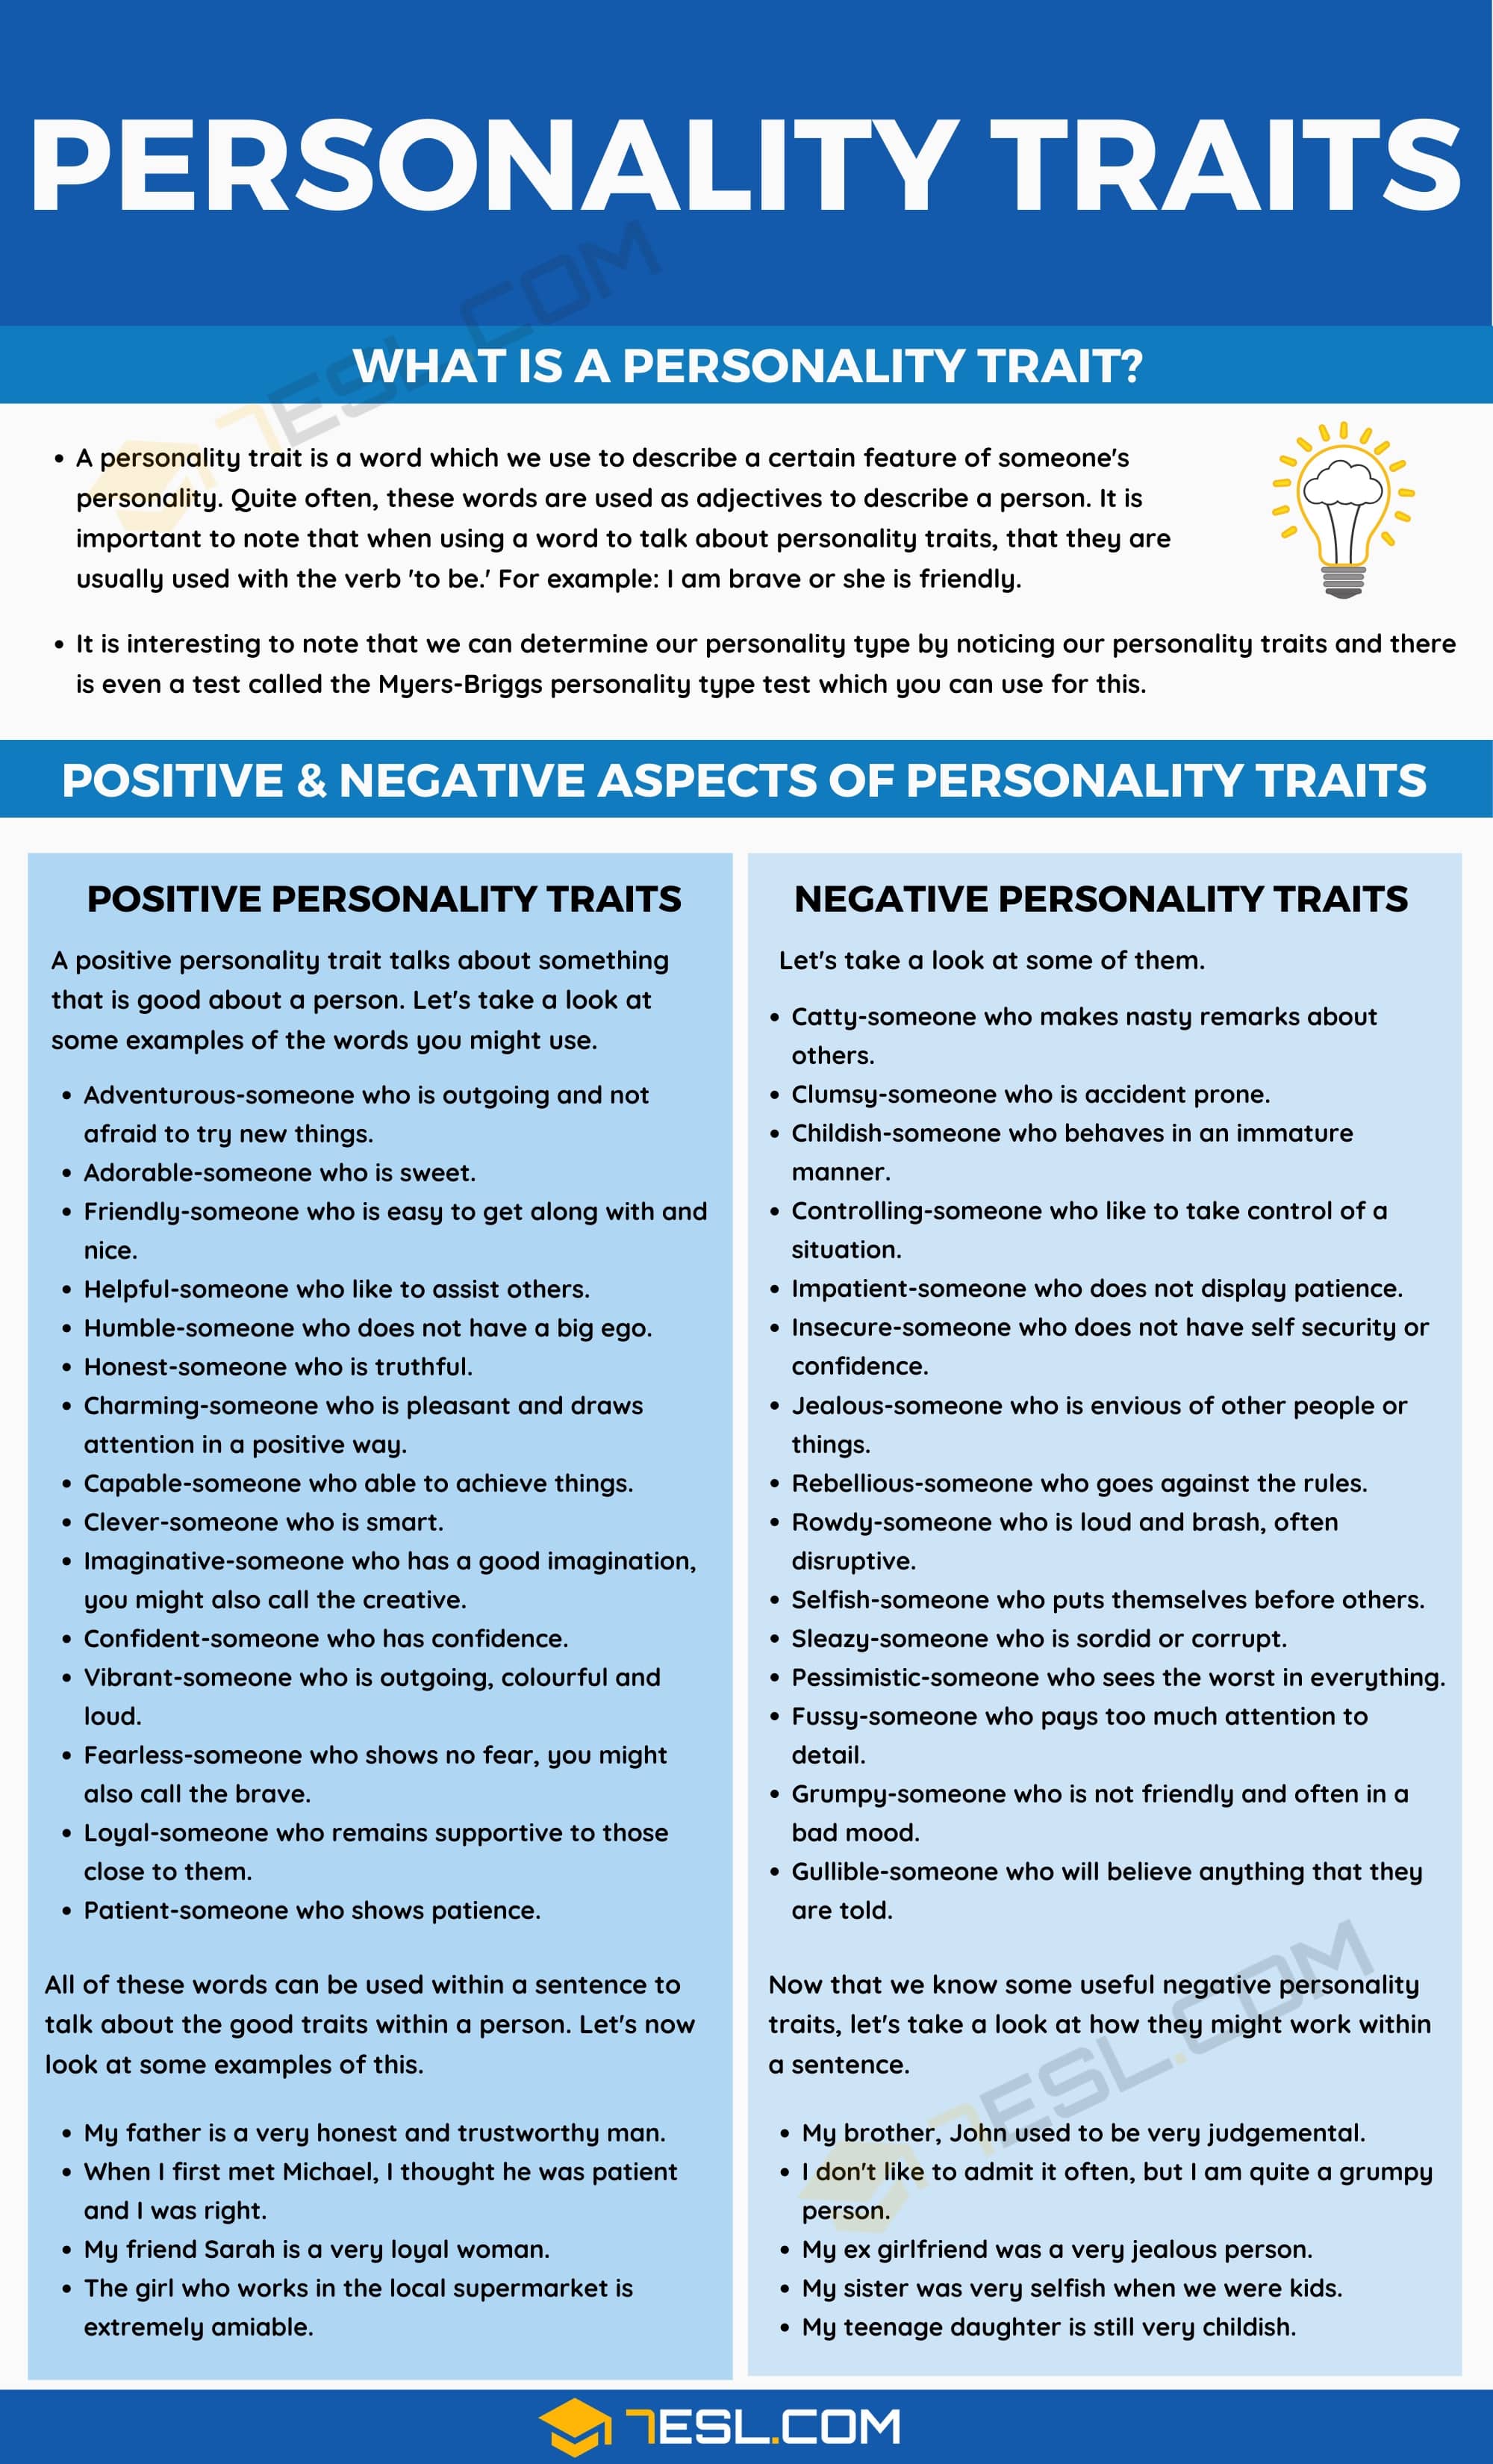 PERSONALITY TRAITS
WHAT IS A PERSONALITY TRAIT?
• A personality trait is a word which we use to describe a certain feature of someone's
personality. Quite often, these words are used as adjectives to describe a person. It is
important to note that when using a word to talk about personality traits, that they are
usually used with the verb 'to be.' For example: I am brave or she is friendly.
• It is interesting to note that we can determine our personality type by noticing our personality traits and there
is even a test called the Myers-Briggs personality type test which you can use for this.
7ESL.COM
POSITIVE & NEGATIVE ASPECTS OF PERSONALITY TRAITS
POSITIVE PERSONALITY TRAITS
A positive personality trait talks about something
that is good about a person. Let's take a look at
some examples of the words you might use.
• Adventurous-someone who is outgoing and not
afraid to try new things.
• Adorable-someone who is sweet.
• Friendly-someone who is easy to get along with and
nice.
• Helpful-someone who like to assist others.
• Humble-someone who does not have a big ego.
• Honest-someone who is truthful.
• Charming-someone who is pleasant and draws
attention in a positive way.
• Capable-someone who able to achieve things.
• Clever-someone who is smart.
• Imaginative-someone who has a good imagination,
you might also call the creative.
• Confident-someone who has confidence.
• Vibrant-someone who is outgoing, colourful and
loud.
• Fearless-someone who shows no fear, you might
also call the brave.
• Loyal-someone who remains supportive to those
close to them.
• Patient-someone who shows patience.
All of these words can be used within a sentence to
talk about the good traits within a person. Let's now
look at some examples of this.
• My father is a very honest and trustworthy man.
• When I first met Michael, I thought he was patient
and I was right.
• My friend Sarah is a very loyal woman.
• The girl who works in the local supermarket is
extremely amiable.
NEGATIVE PERSONALITY TRAITS
Let's take a look at some of them.
• Catty-someone who makes nasty remarks about
others.
• Clumsy-someone who is accident prone.
• Childish-someone who behaves in an immature
manner.
• Controlling-someone who like to take control of a
situation.
• Impatient-someone who does not display patience.
• Insecure-someone who does not have self security or
confidence.
• Jealous-someone who is envious of other people or
things.
• Rebellious-someone who goes against the rules.
• Rowdy-someone who is loud and brash, often
disruptive.
• Selfish-someone who puts themselves before others.
• Sleazy-someone who is sordid or corrupt.
• Pessimistic-someone who sees the worst in everything.
• Fussy-someone who pays too much attention to
detail.
• Grumpy-someone who is not friendly and often in a
bad mood.
• Gullible-someone who will believe anything that they
are told.
Now that we know some useful negative personality
traits, let's take a look at how they might work within
a sentence.
• My brother, John used to be very judgemental.
• I don't like to admit it often, but I am quite a grumpy
person.
• My ex girlfriend was a very jealous person.
• My sister was very selfish when we were kids.
• My teenage daughter is still very childish.
7ESL.COM
7ESL.COM